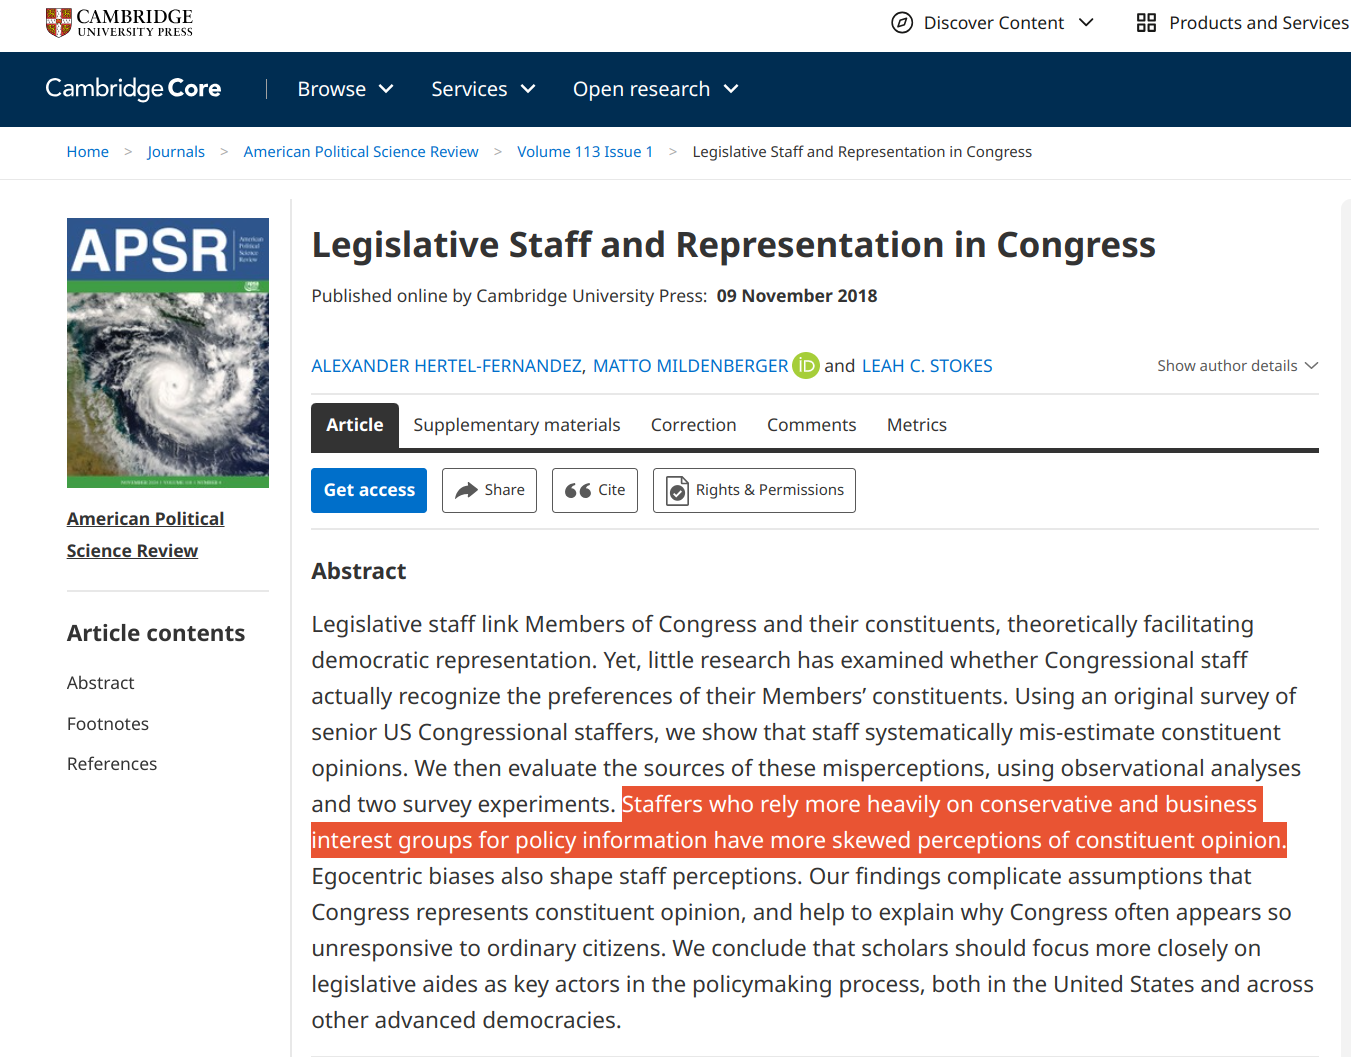 CAMBRIDGE
UNIVERSITY PRESS
Discover Content
Products and Services
Cambridge Core
Browse
Services
Open research
Home > Journals > American Political Science Review > Volume 113 Issue 1 > Legislative Staff and Representation in Congress
APSR
American
Political
Science
Review
American Political
Science Review
Article contents
Abstract
Footnotes
References
Legislative Staff and Representation in Congress
Published online by Cambridge University Press: 09 November 2018
ALEXANDER HERTEL-FERNANDEZ, MATTO MILDENBERGER iD and LEAH C. STOKES
Show author details
Article
Supplementary materials
Correction
Comments
Metrics
Get access
Share
Cite
Rights & Permissions
Abstract
Legislative staff link Members of Congress and their constituents, theoretically facilitating
democratic representation. Yet, little research has examined whether Congressional staff
actually recognize the preferences of their Members’ constituents. Using an original survey of
senior US Congressional staffers, we show that staff systematically mis-estimate constituent
opinions. We then evaluate the sources of these misperceptions, using observational analyses
and two survey experiments. Staffers who rely more heavily on conservative and business
interest groups for policy information have more skewed perceptions of constituent opinion.
Egocentric biases also shape staff perceptions. Our findings complicate assumptions that
Congress represents constituent opinion, and help to explain why Congress often appears so
unresponsive to ordinary citizens. We conclude that scholars should focus more closely on
legislative aides as key actors in the policymaking process, both in the United States and across
other advanced democracies.